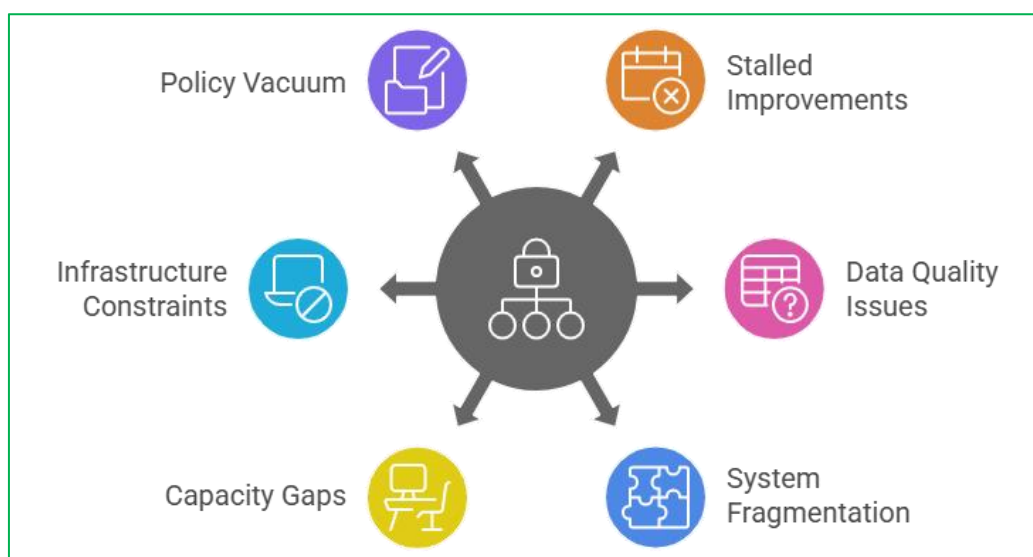 Policy Vacuum
Stalled
Improvements
Infrastructure
Constraints
Data Quality
Issues
Capacity Gaps
System
Fragmentation